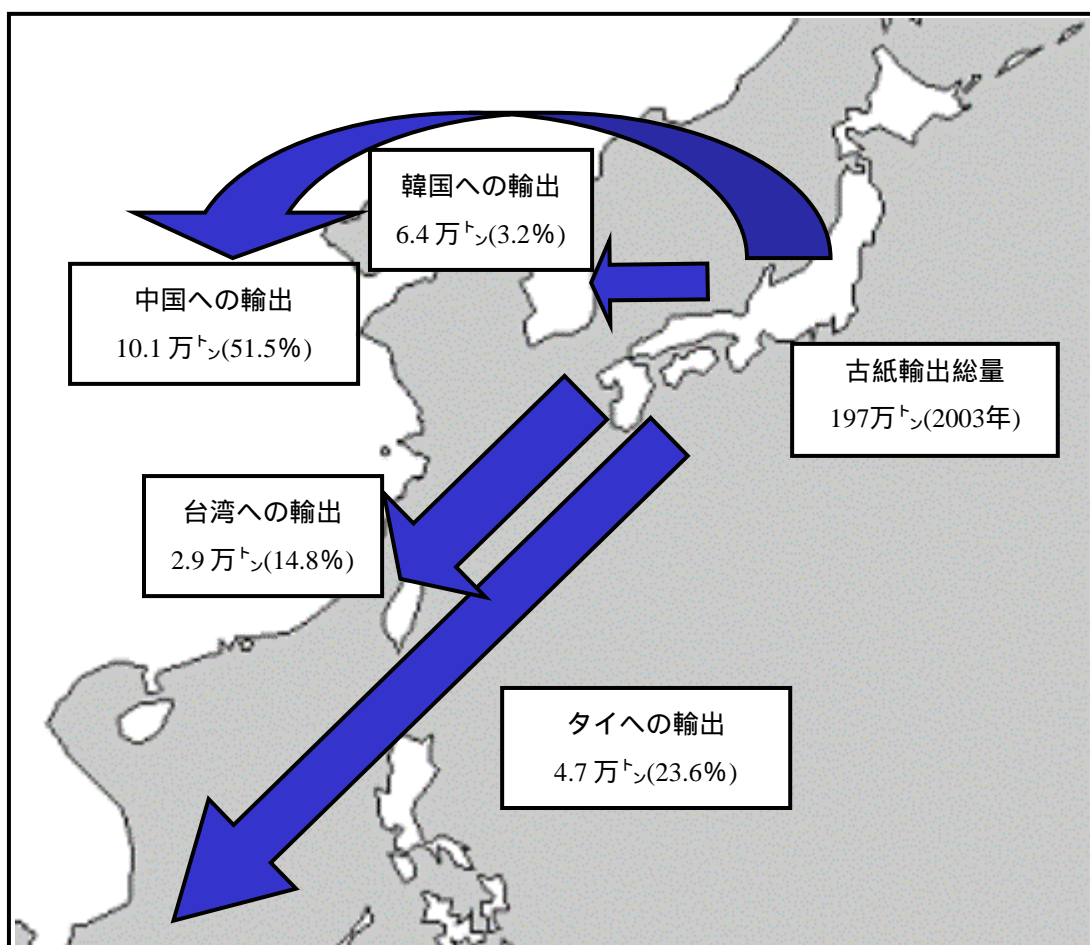 韓国への輸出
6.4 万㌧(3.2%)
中国への輸出
10.1 万㌧(51.5%)
古紙輸出総量
197万㌧(2003年)
台湾への輸出
2.9 万㌧(14.8%)
タイへの輸出
4.7 万㌧(23.6%)